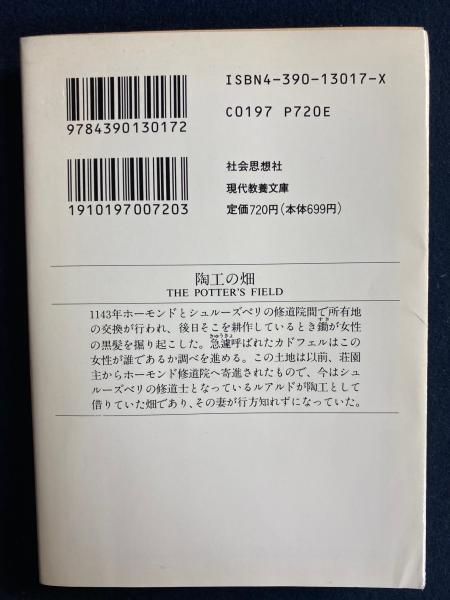 ISBN4-390-13017-X
C0197 P720E
9784390130172
社会思想社
現代教養文庫
定価720円(本体699円)
1910197007203
陶工の畑
THE POTTER'S FIELD
1143年ホーモンドとシュルーズベリの修道院間で所有地
の交換が行われ、後日そこを耕作しているとき鋤が女性
すき
の黒髪を掘り起こした。急遽呼ばれたカドフェルはこの
きゅうきょ
女性が誰であるか調べを進める。この土地は以前、荘園
主からホーモンド修道院へ寄進されたもので、今はシュ
ルーズベリの修道士となっているルアルドが陶工として
借りていた畑であり、その妻が行方知れずになっていた。